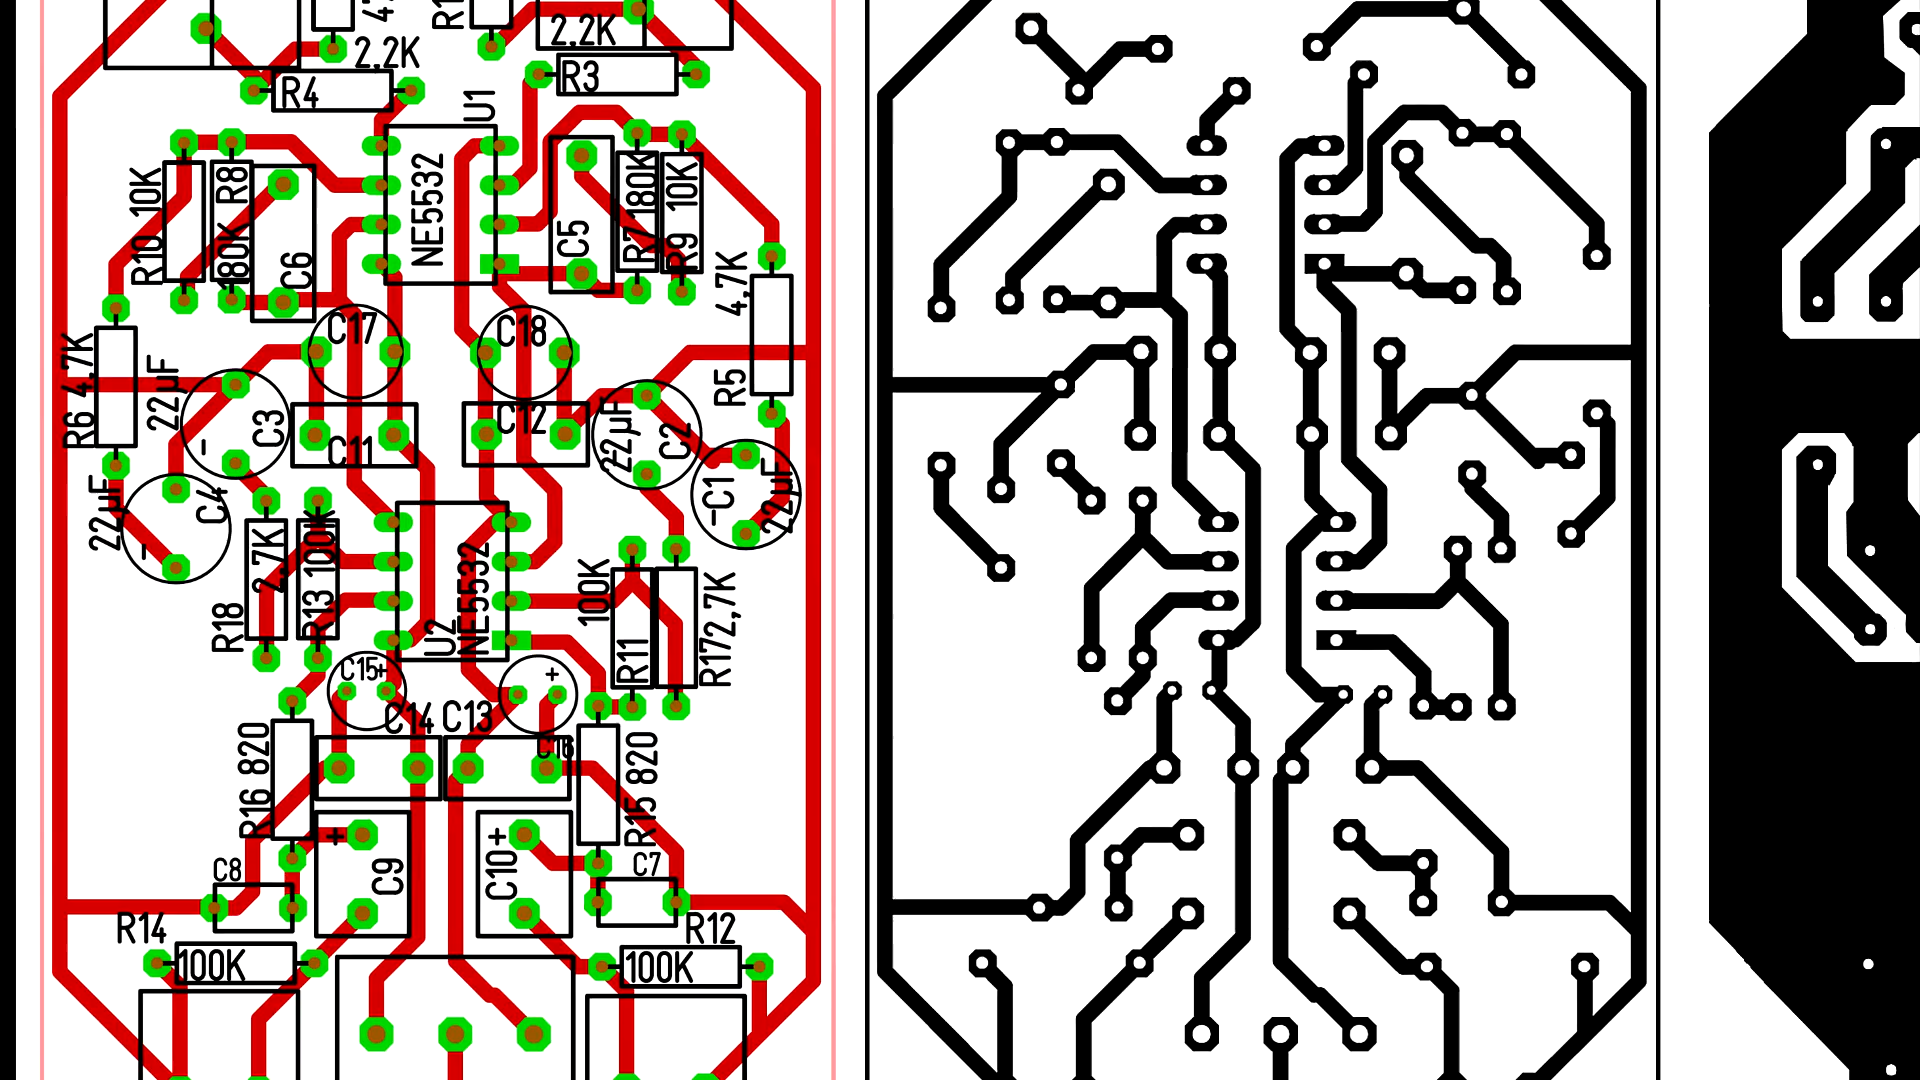 2.2K
2.2K
R3
R4
U1
NE5532
R10 10K
R8
180K
C6
C5
R7 180K
R9 10K
4,7K
R5
C17
C18
R6 4,7K
22µF
C3
-
C11
C12
22µF
C2
-C1
22µF
22µF
C4
-
R18
2,7K
R13 100K
U2
NE5532
100K
R11
R17 2,7K
C15+
+
C14
C13
C16
R16 820
R15 820
+
C9
C10+
C8
C7
R14
100K
R12
100K